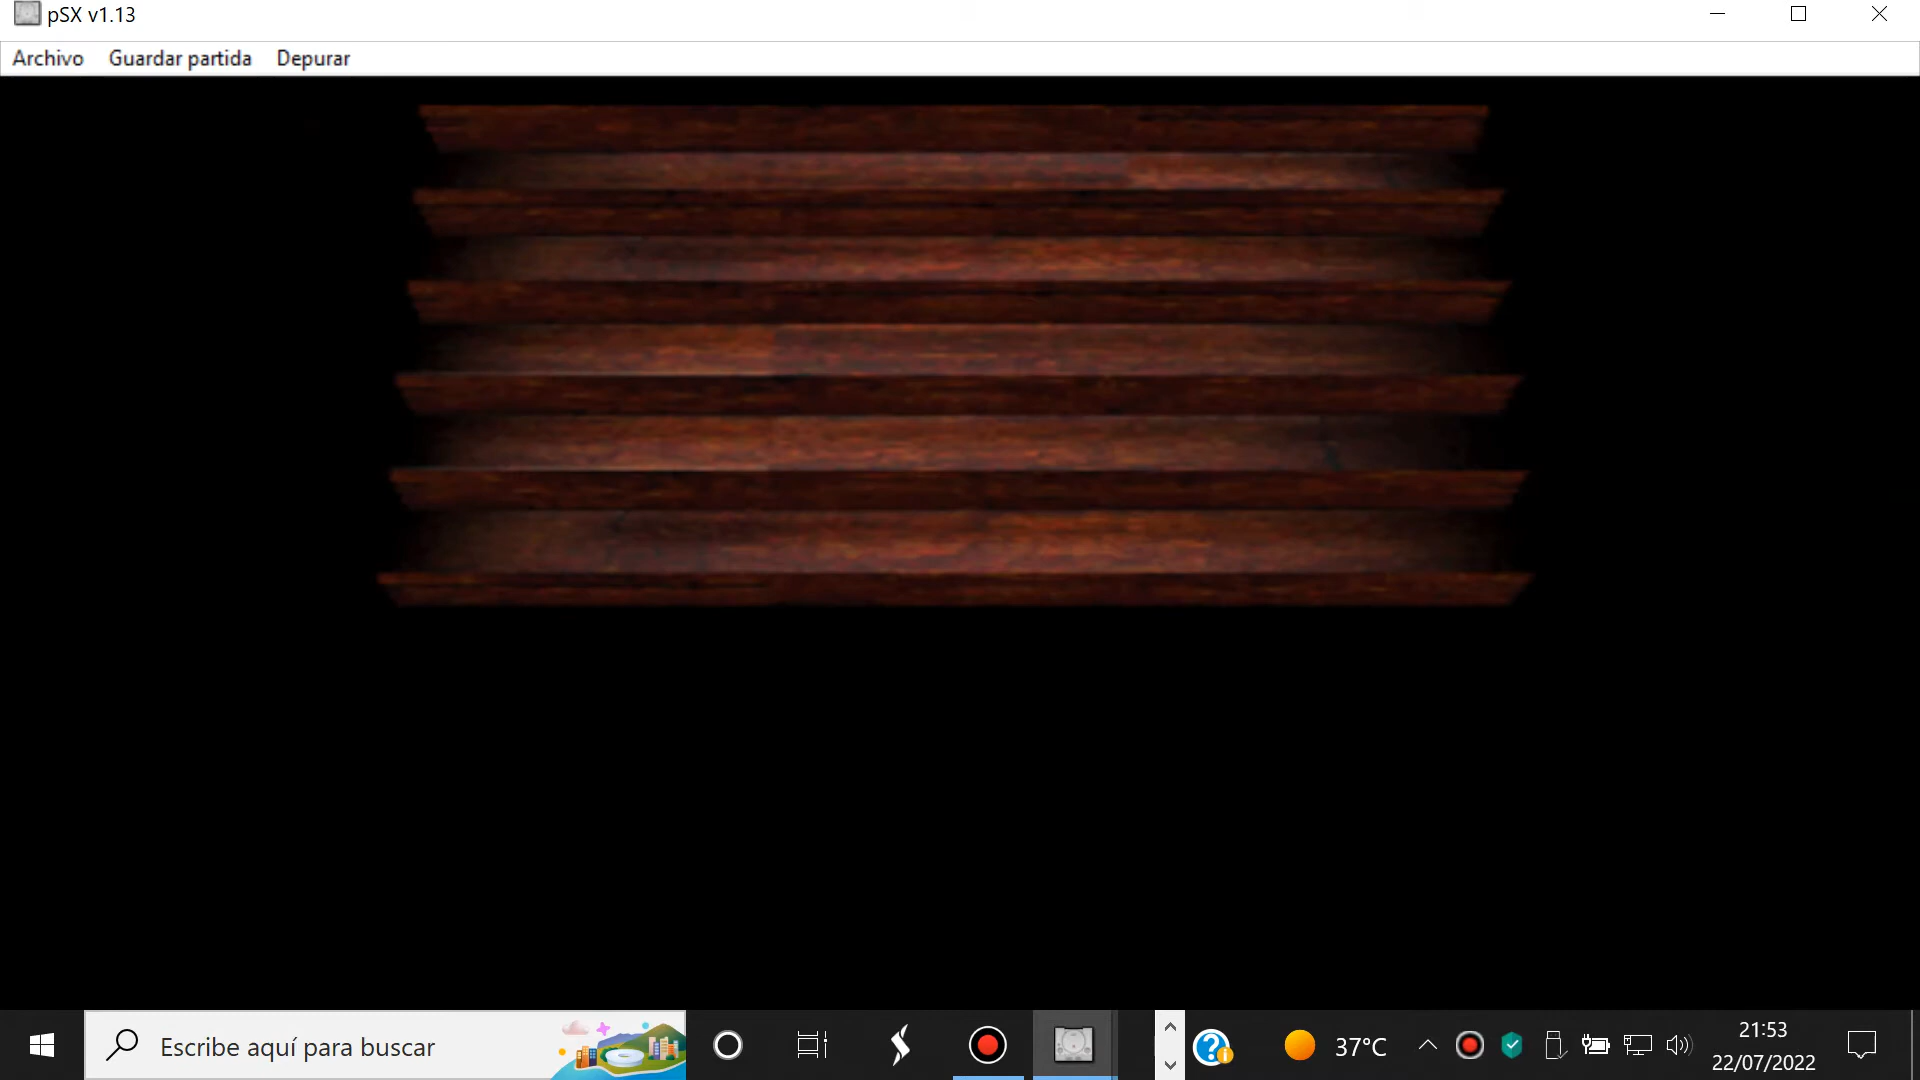 pSX v1.13
Archivo Guardar partida Depurar
Escribe aquí para buscar
37°C
21:53
22/07/2022